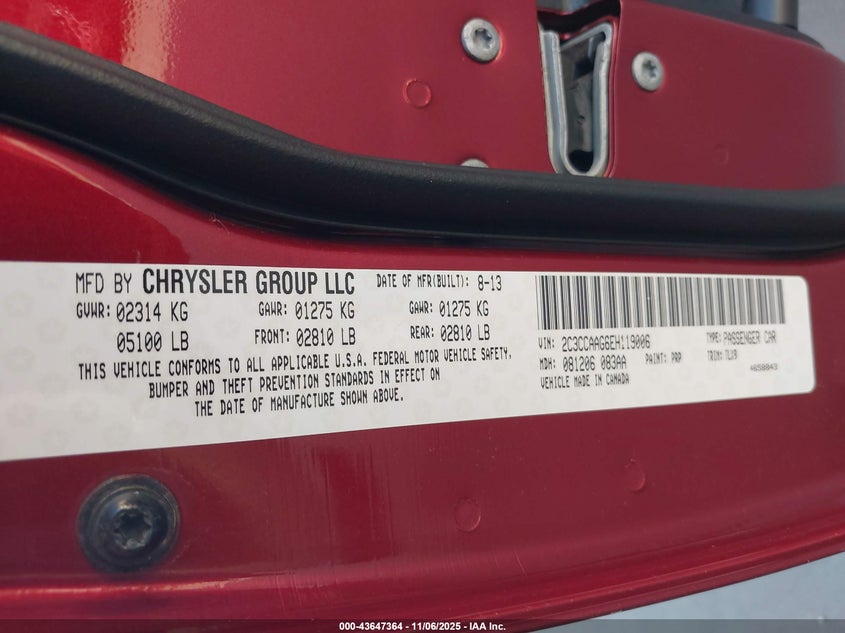 MFD BY CHRYSLER GROUP LLC DATE OF MFR(BUILT): 8-13
GVWR: 02314 KG GAWR: 01275 KG GAWR: 01275 KG
05100 LB FRONT: 02810 LB REAR: 02810 LB
THIS VEHICLE CONFORMS TO ALL APPLICABLE U.S.A. FEDERAL MOTOR VEHICLE SAFETY,
BUMPER AND THEFT PREVENTION STANDARDS IN EFFECT ON
THE DATE OF MANUFACTURE SHOWN ABOVE.
VIN: 2C3CCAAG6EH119006 TYPE: PASSENGER CAR
MDH: 081206 083AA PAINT: PRP TRIM: TLX9
VEHICLE MADE IN CANADA 4658843
000-43647364 - 11/06/2025 - IAA Inc.